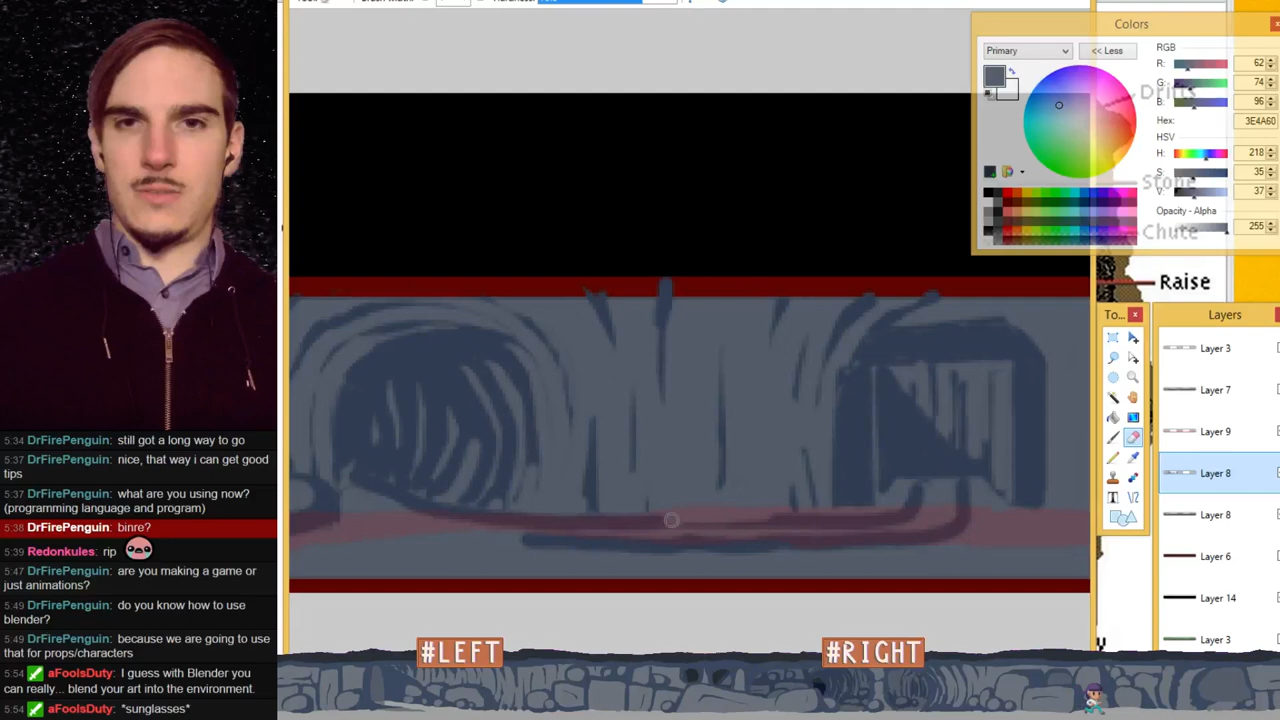 Colors
Primary
<< Less
RGB
R: 62
G: 74
B: 96
Hex: 3E4A60
HSV
H: 218
S: 35
V: 37
Opacity - Alpha
255
Drifts
Stone
Chute
Raise
To...
Layers
Layer 3
Layer 7
Layer 9
Layer 8
Layer 8
Layer 6
Layer 14
Layer 3
5:34 DrFirePenguin: still got a long way to go
5:37 DrFirePenguin: nice, that way i can get good
tips
5:37 DrFirePenguin: what are you using now?
(programming language and program)
5:38 DrFirePenguin: binre?
5:39 Redonkules: rip
5:47 DrFirePenguin: are you making a game or
just animations?
5:49 DrFirePenguin: do you know how to use
blender?
5:49 DrFirePenguin: because we are going to use
that for props/characters
5:54 aFoolsDuty: I guess with Blender you
can really... blend your art into the environment.
5:54 aFoolsDuty: *sunglasses*
#LEFT
#RIGHT